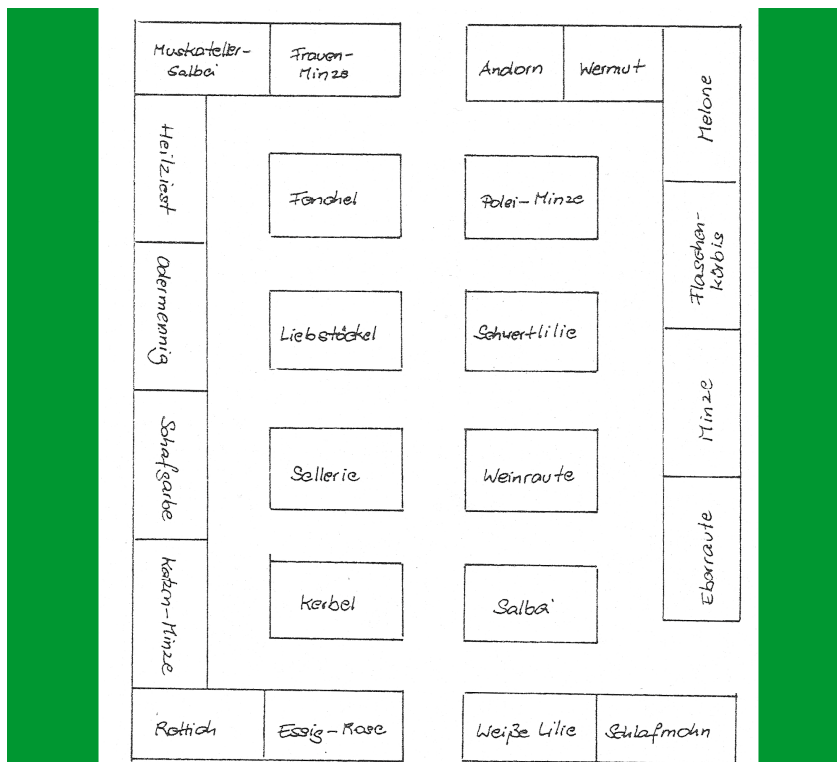 Muskateller-
Salbei
Frauen-
Minze
Andorn
Wermut
Melone
Heilziest
Fenchel
Polei-Minze
Flaschen-
kürbis
Odermennig
Liebstöckel
Schwertlilie
Minze
Schafgarbe
Sellerie
Weinraute
Eberraute
Katzen-Minze
Kerbel
Salbei
Rettich
Essig-Rose
Weiße Lilie
Schlafmohn